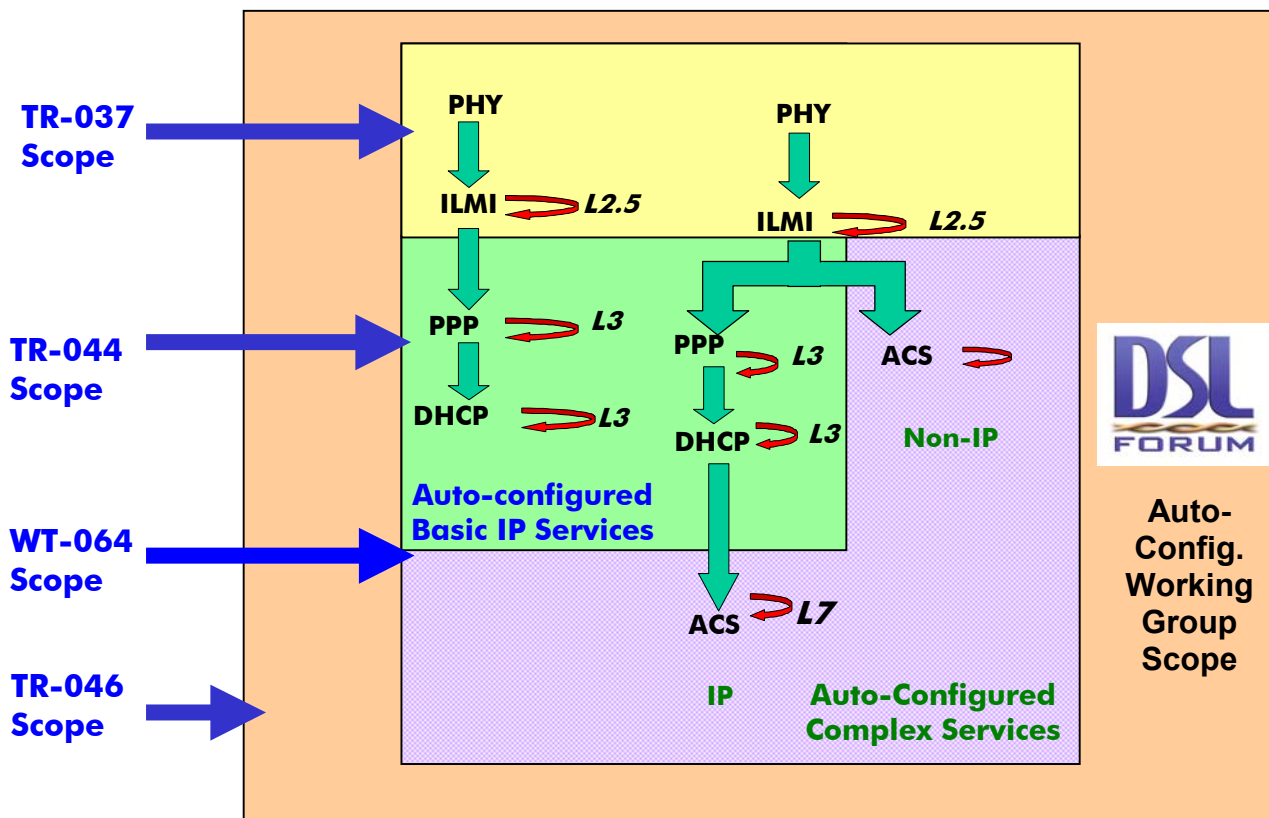 TR-037
Scope
PHY
PHY
ILMI
L2.5
ILMI
L2.5
TR-044
Scope
PPP
L3
PPP
L3
ACS
DHCP
L3
DHCP
L3
Non-IP
Auto-configured
Basic IP Services
DSL
FORUM
Auto-
Config.
Working
Group
Scope
WT-064
Scope
ACS
L7
TR-046
Scope
IP
Auto-Configured
Complex Services